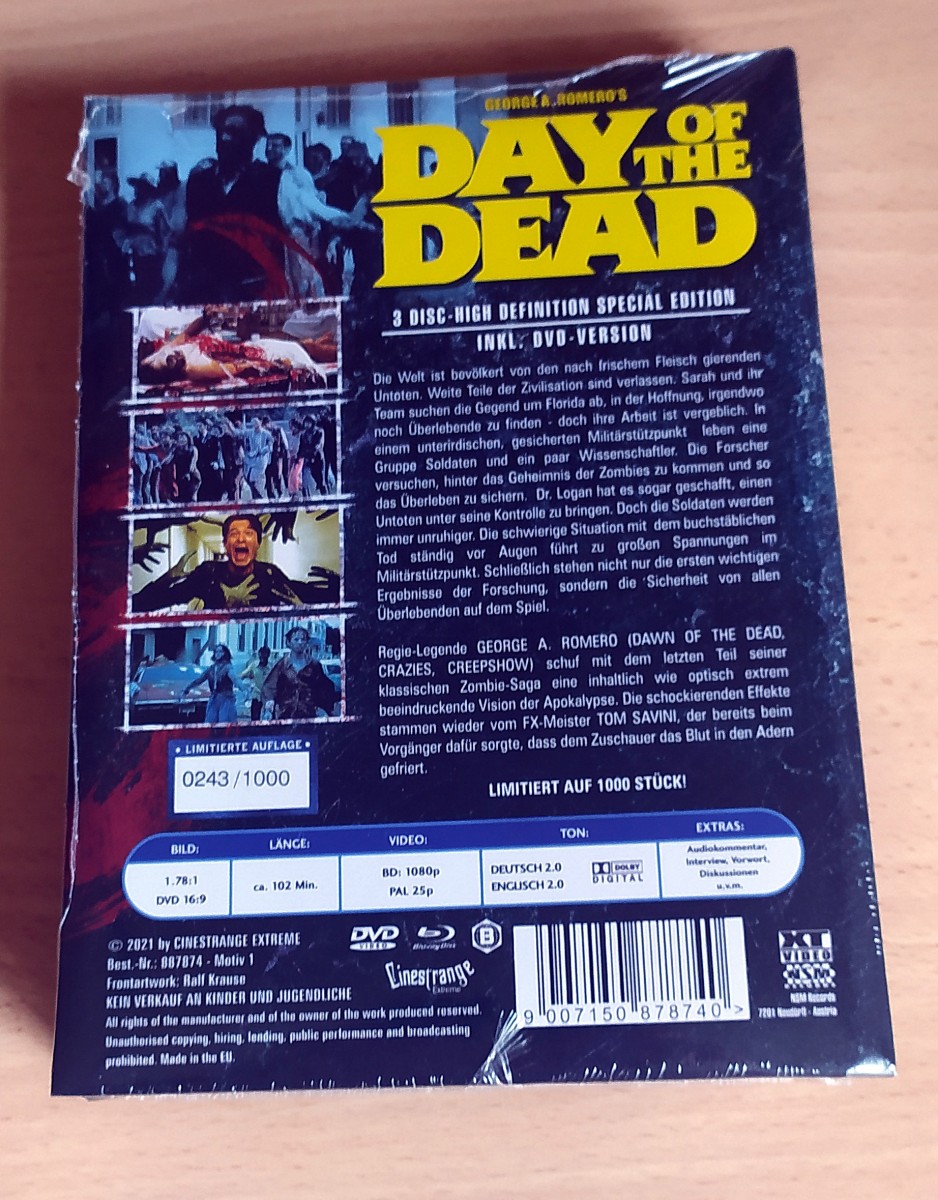 GEORGE A. ROMERO'S
DAY OF
THE
DEAD
3 DISC-HIGH DEFINITION SPECIAL EDITION
INKL. DVD-VERSION
Die Welt ist bevölkert von den nach frischem Fleisch gierenden
Untoten. Weite Teile der Zivilisation sind verlassen. Sarah und ihr
Team suchen die Gegend um Florida ab, in der Hoffnung, irgendwo
noch Überlebende zu finden - doch ihre Arbeit ist vergeblich. In
einem unterirdischen, gesicherten Militärstützpunkt leben eine
Gruppe Soldaten und ein paar Wissenschaftler. Die Forscher
versuchen, hinter das Geheimnis der Zombies zu kommen und so
das Überleben zu sichern. Dr. Logan hat es sogar geschafft, einen
Untoten unter seine Kontrolle zu bringen. Doch die Soldaten werden
immer unruhiger. Die schwierige Situation mit dem buchstäblichen
Tod ständig vor Augen führt zu großen Spannungen im
Militärstützpunkt. Schließlich stehen nicht nur die ersten wichtigen
Ergebnisse der Forschung, sondern die Sicherheit von allen
Überlebenden auf dem Spiel.
Regie-Legende GEORGE A. ROMERO (DAWN OF THE DEAD,
CRAZIES, CREEPSHOW) schuf mit dem letzten Teil seiner
klassischen Zombie-Saga eine inhaltlich wie optisch extrem
beeindruckende Vision der Apokalypse. Die schockierenden Effekte
stammen wieder vom FX-Meister TOM SAVINI, der bereits beim
Vorgänger dafür sorgte, dass dem Zuschauer das Blut in den Adern
gefriert.
LIMITIERT AUF 1000 STÜCK!
• LIMITIERTE AUFLAGE •
0243/1000
BILD:
1.78:1
DVD 16:9
LÄNGE:
ca. 102 Min.
VIDEO:
BD: 1080p
PAL 25p
TON:
DEUTSCH 2.0
ENGLISCH 2.0
DOLBY
DIGITAL
EXTRAS:
Audiokommentar,
Interview, Vorwort,
Diskussionen
u.v.m.
© 2021 by CINESTRANGE EXTREME
Best.-Nr.: 887874 - Motiv 1
Frontartwork: Ralf Krause
KEIN VERKAUF AN KINDER UND JUGENDLICHE
All rights of the manufacturer and of the owner of the work produced reserved.
Unauthorised copying, hiring, lending, public performance and broadcasting
prohibited. Made in the EU.
DVD
VIDEO
Blu-ray Disc
B
Cinestrange
Extreme
9 007150 878740 >
XT
VIDEO
NSM
NSM Records
7201 Neudörfl - Austria